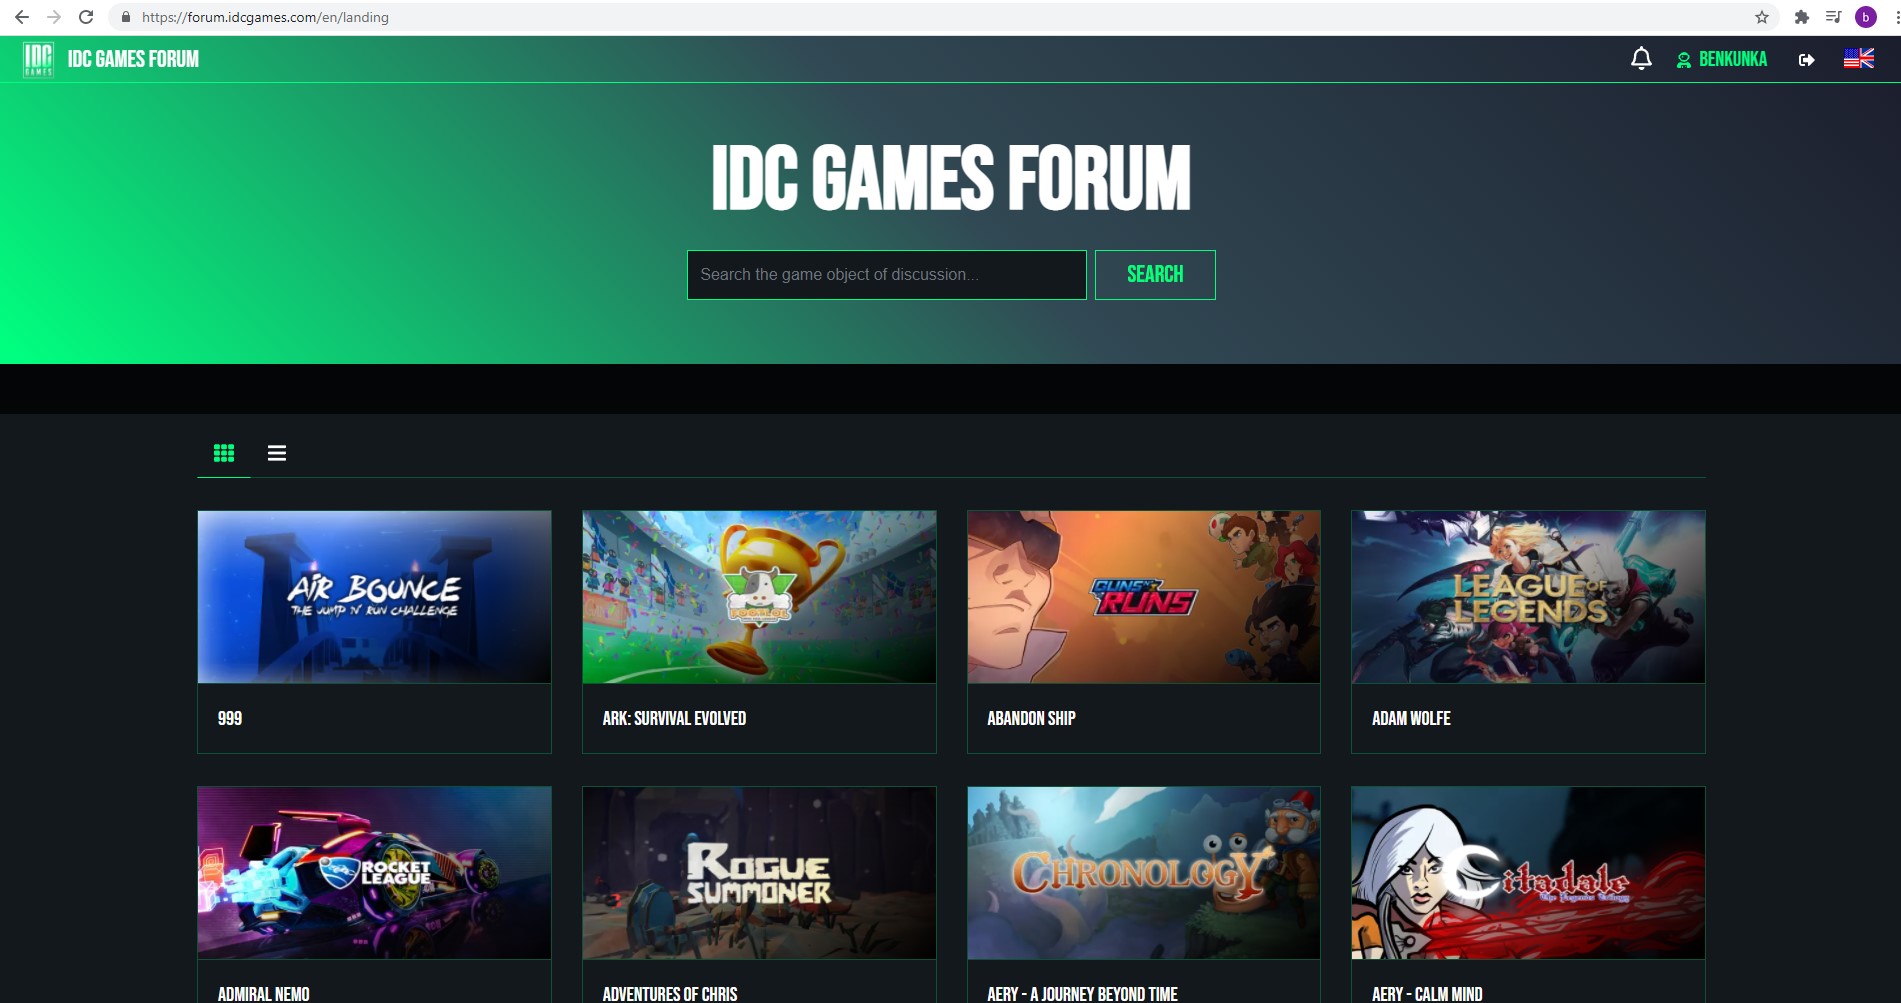 https://forum.idcgames.com/en/landing
b
IDC
GAMES
IDC GAMES FORUM
BENKUNKA
IDC GAMES FORUM
Search the game object of discussion...
SEARCH
AIR BOUNCE
THE JUMP 'N' RUN CHALLENGE
GUNS N'
RUNS
LEAGUE OF
LEGENDS
999
ARK: SURVIVAL EVOLVED
ABANDON SHIP
ADAM WOLFE
ROCKET
LEAGUE
ROGUE
SUMMONER
CHRONOLOGY
Citadale
The Legends Trilogy
ADMIRAL NEMO
ADVENTURES OF CHRIS
AERY - A JOURNEY BEYOND TIME
AERY - CALM MIND